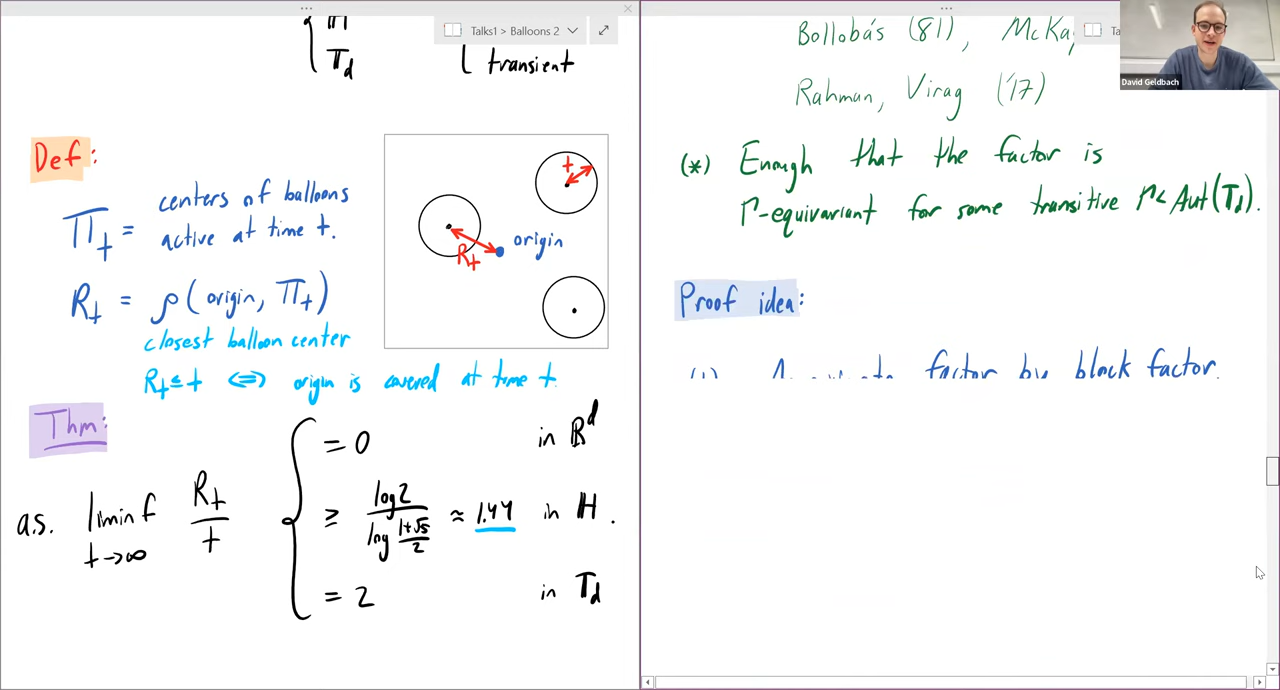 Π_d
transient
Talks1 > Balloons 2
Def:
Π_t = centers of balloons
active at time t.
R_t = ρ(origin, Π_t)
closest balloon center
R_t ≤ t ⟺ origin is covered at time t.
t
R_t
origin
Thm:
a.s. liminf t→∞ R_t/t
= 0 in ℝ^d
≥ log 2 / log (1+√5)/2 ≈ 1.44 in H.
= 2 in T_d
Bollobás (81),
Rahman, Virag ('17)
(*) Enough that the factor is
Γ-equivariant for some transitive Γ < Aut(T_d).
Proof idea:
factor by block factor.
David Geldbach